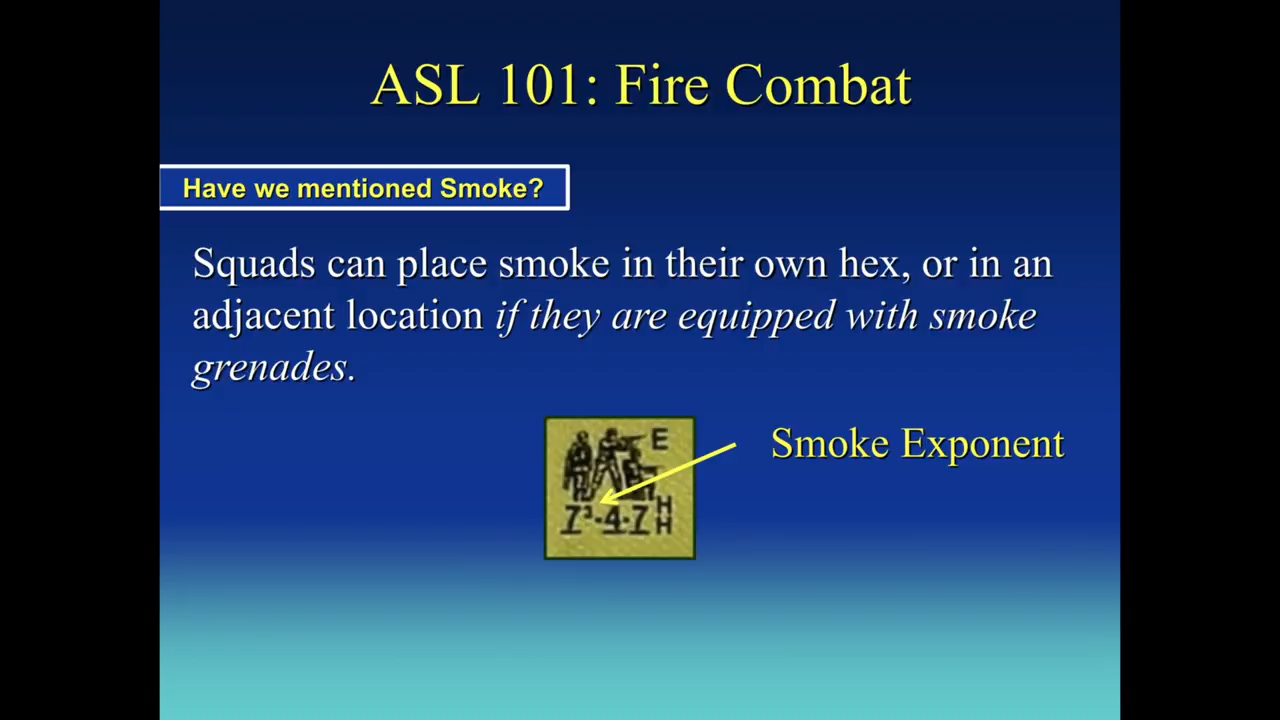 ASL 101: Fire Combat
Have we mentioned Smoke?
Squads can place smoke in their own hex, or in an
adjacent location if they are equipped with smoke
grenades.
Smoke Exponent
E
7³-4-7
H
H